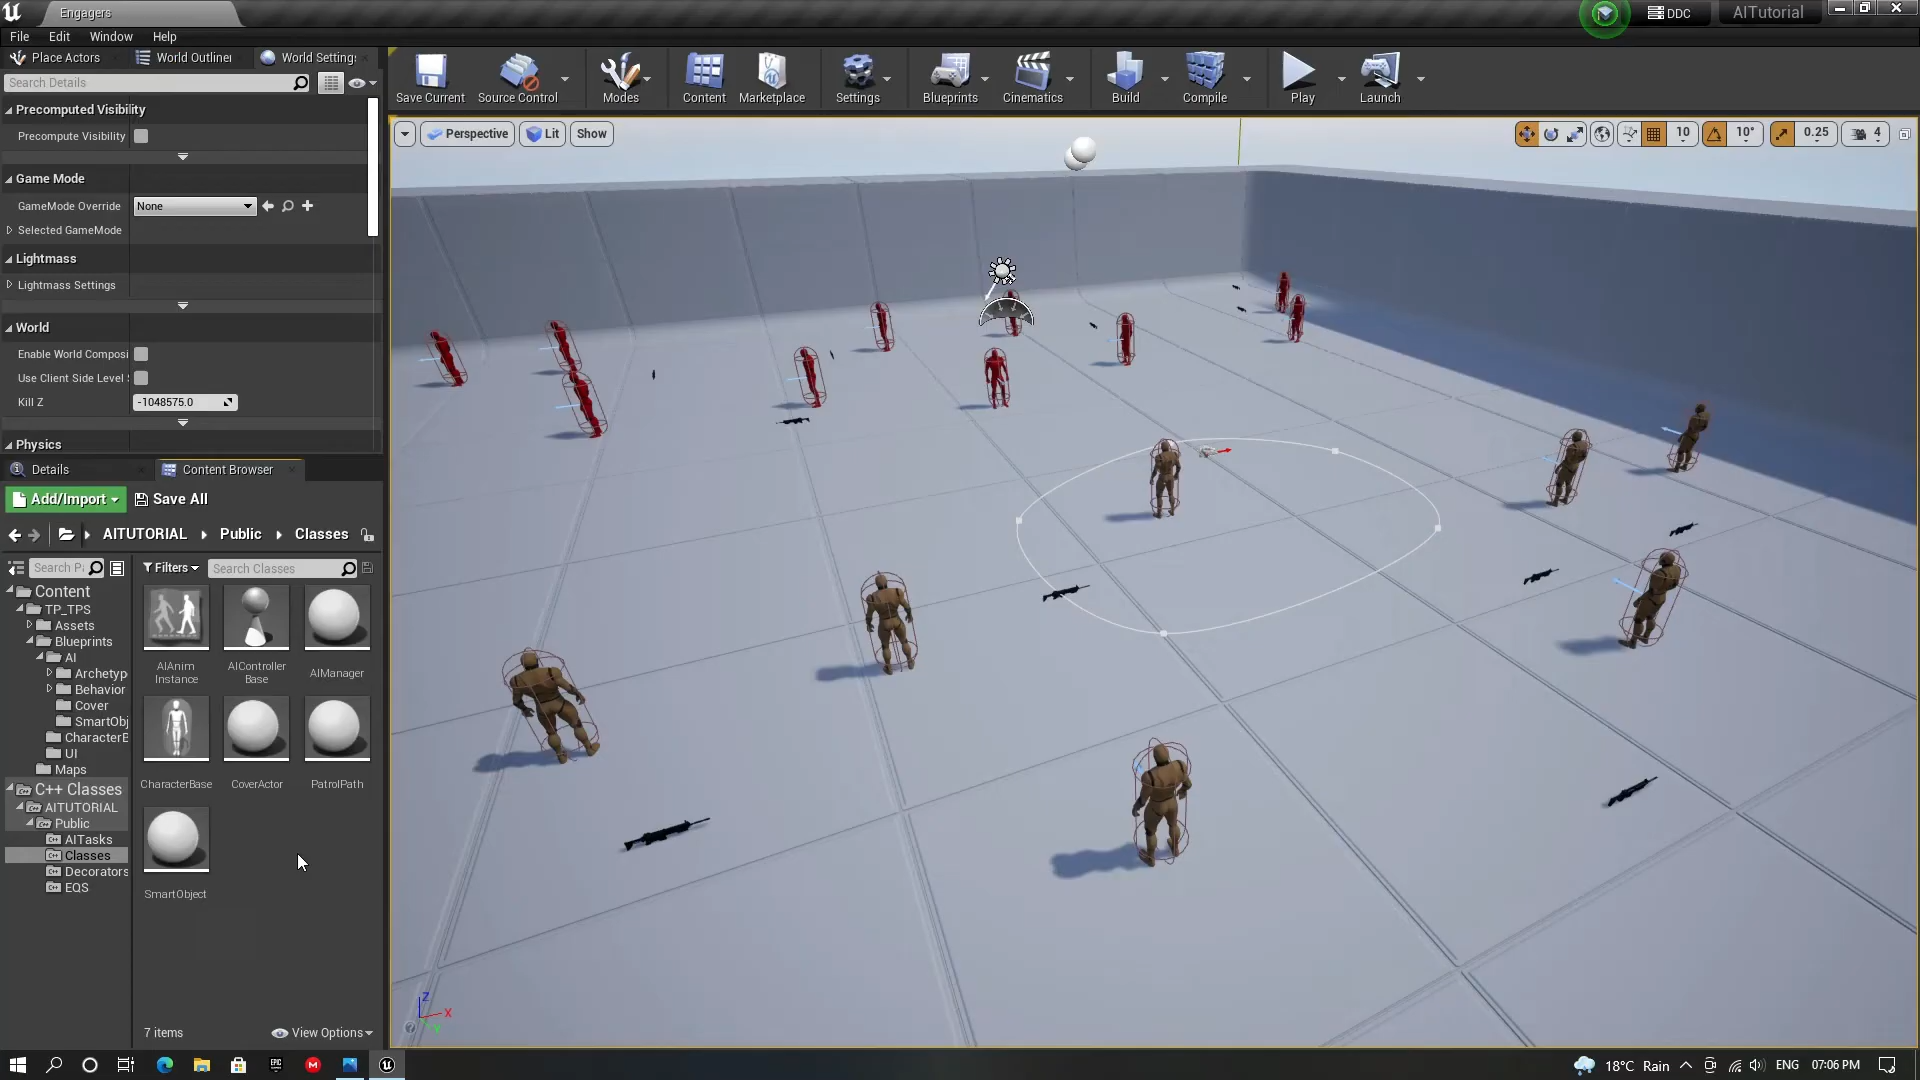 Engagers
DDC
AITutorial
File Edit Window Help
Place Actors
World Outliner
World Settings
Save Current
Source Control
Modes
Content
Marketplace
Settings
Blueprints
Cinematics
Build
Compile
Play
Launch
Search Details
Perspective
Lit
Show
10
10°
0.25
4
Precomputed Visibility
Precompute Visibility
Game Mode
GameMode Override
None
Selected GameMode
Lightmass
Lightmass Settings
World
Enable World Composi
Use Client Side Level
Kill Z
-1048575.0
Physics
Details
Content Browser
Add/Import
Save All
AITUTORIAL
Public
Classes
Search P
Filters
Search Classes
Content
TP_TPS
Assets
Blueprints
AI
Archetyp
Behavior
Cover
SmartObj
CharacterB
UI
Maps
C++ Classes
AITUTORIAL
Public
AITasks
Classes
Decorators
EQS
AIAnim
Instance
AIController
Base
AIManager
CharacterBase
CoverActor
PatrolPath
SmartObject
7 items
View Options
Z
X
Y
18°C Rain
ENG
07:06 PM